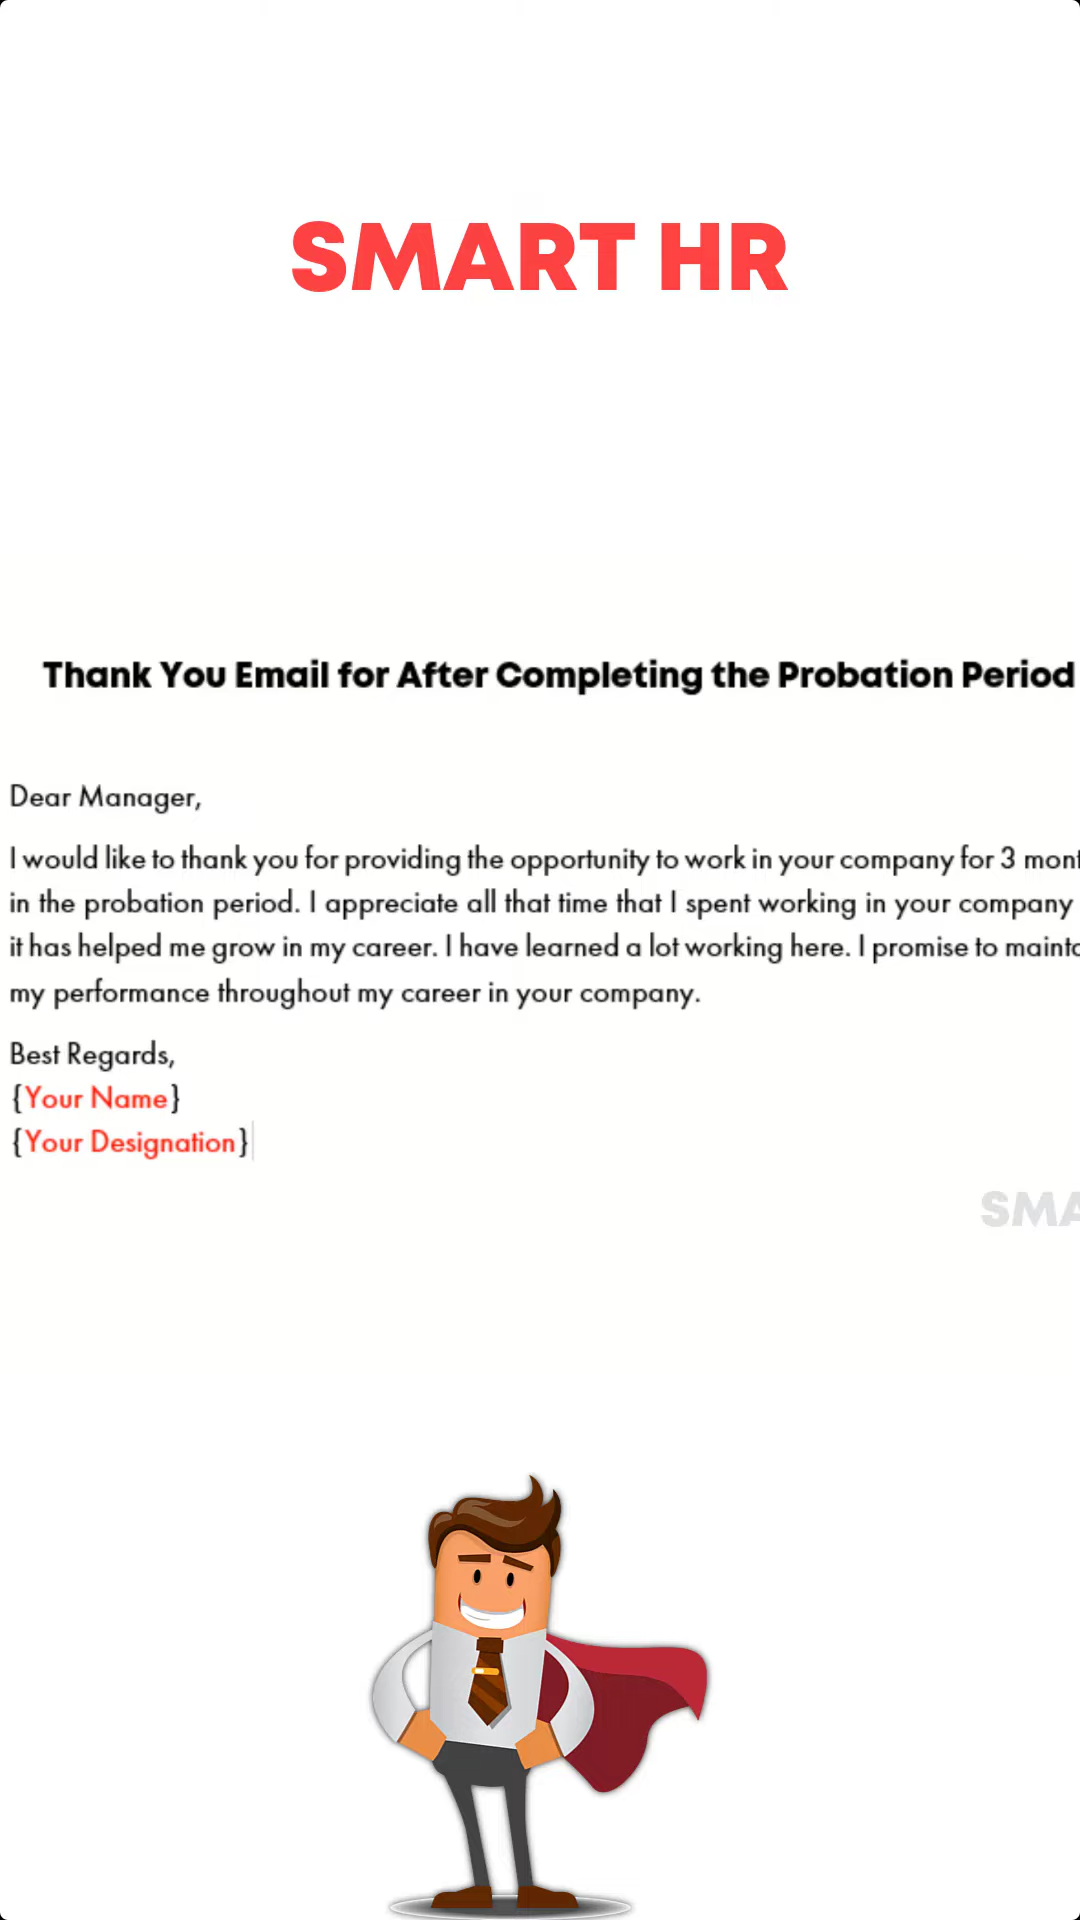 SMART HR
Thank You Email for After Completing the Probation Period
Dear Manager,
I would like to thank you for providing the opportunity to work in your company for 3
in the probation period. I appreciate all that time that I spent working in your company
it has helped me grow in my career. I have learned a lot working here. I promise to
my performance throughout my career in your company.
Best Regards,
{Your Name}
{Your Designation}